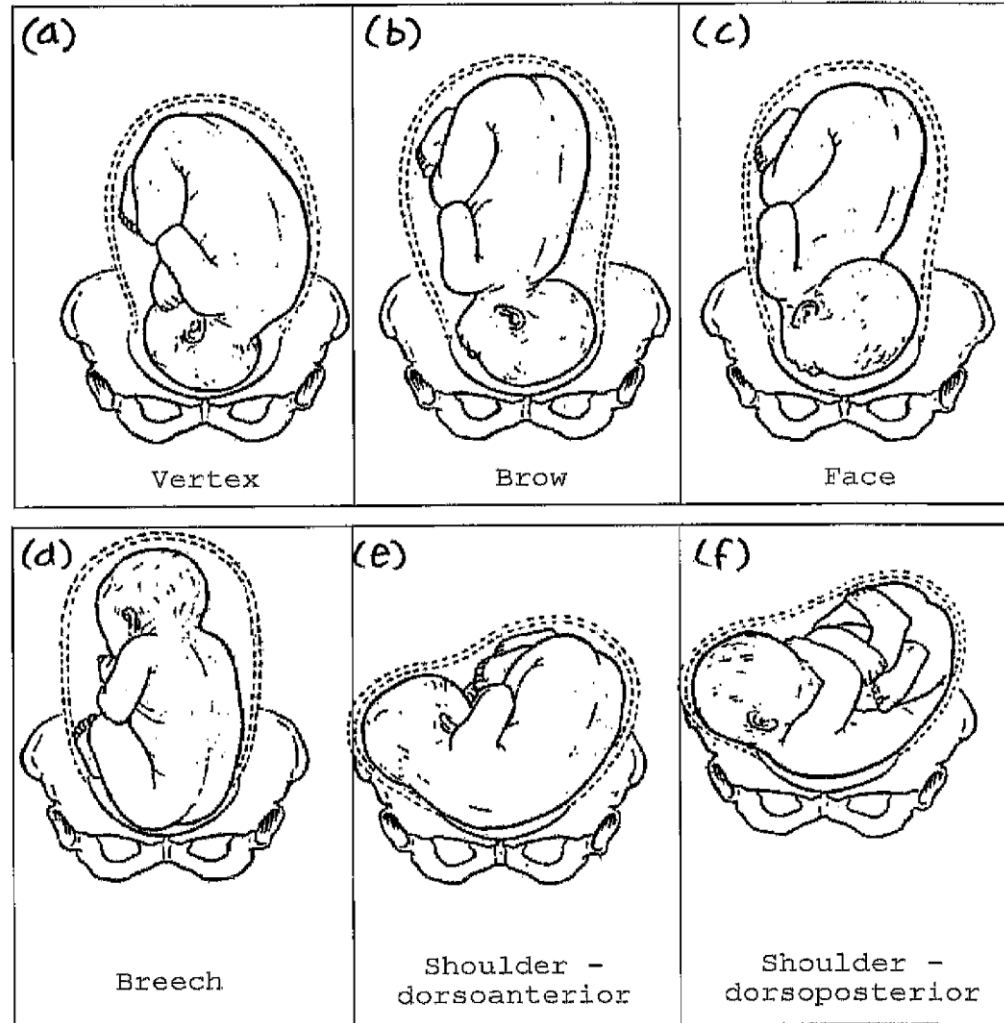 (a)
(b)
(c)
Vertex
Brow
Face
(d)
(e)
(f)
Breech
Shoulder -
dorsoanterior
Shoulder -
dorsoposterior